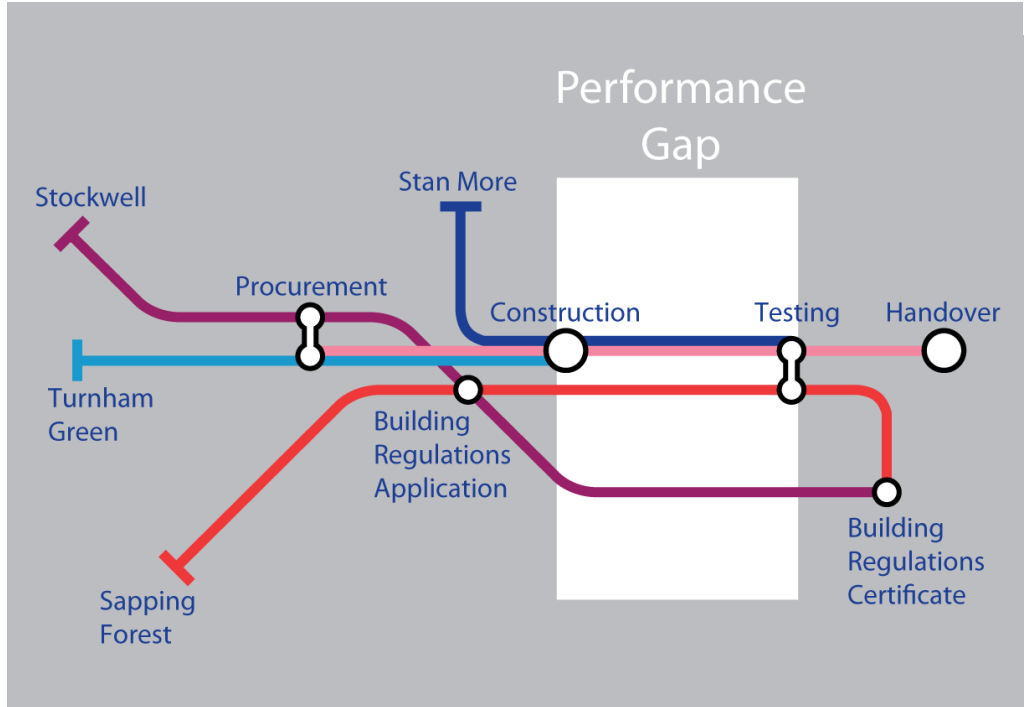 Performance
Gap
Stan More
Stockwell
Procurement
Construction
Testing
Handover
Turnham
Green
Building
Regulations
Application
Building
Regulations
Certificate
Sapping
Forest